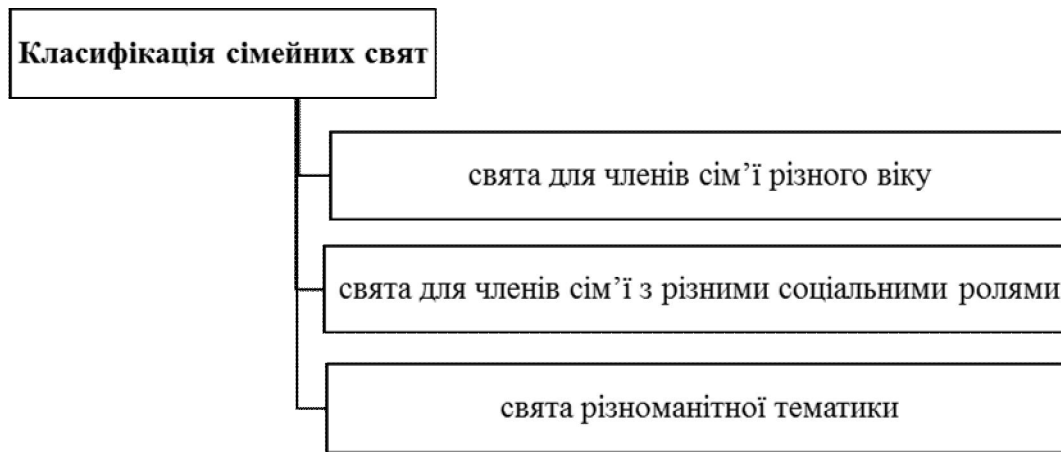 Класифікація сімейних свят
свята для членів сім’ї різного віку
свята для членів сім’ї з різними соціальними ролями
свята різноманітної тематики